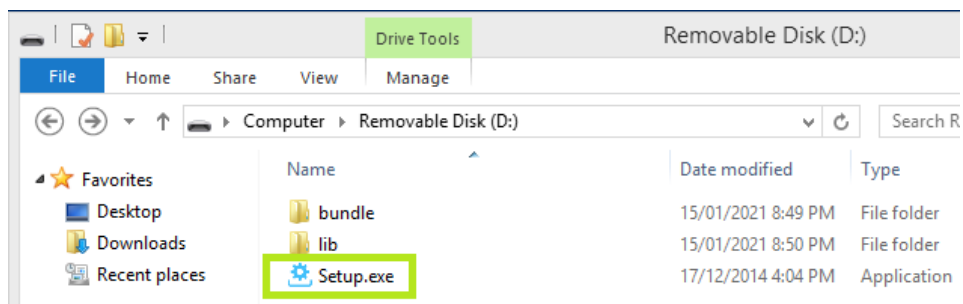 Drive Tools Removable Disk (D:)
File Home Share View Manage
Computer Removable Disk (D:) Search R
Favorites Name Date modified Type
Desktop bundle 15/01/2021 8:49 PM File folder
Downloads lib 15/01/2021 8:50 PM File folder
Recent places Setup.exe 17/12/2014 4:04 PM Application